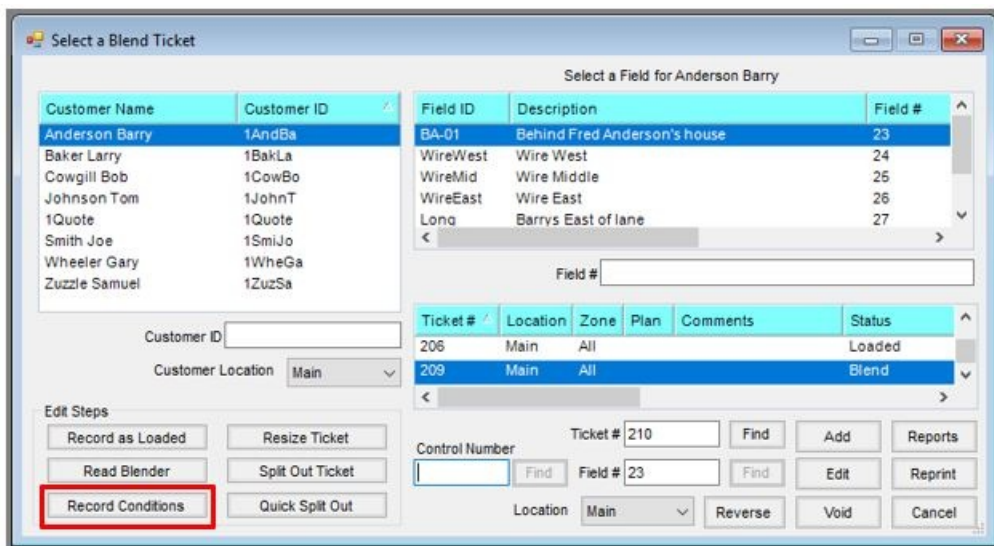 Select a Blend Ticket
Select a Field for Anderson Barry
Customer Name Customer ID
Anderson Barry 1AndBa
Baker Larry 1BakLa
Cowgill Bob 1CowBo
Johnson Tom 1JohnT
1Quote 1Quote
Smith Joe 1SmiJo
Wheeler Gary 1WheGa
Zuzzle Samuel 1ZuzSa
Field ID Description Field #
BA-01 Behind Fred Anderson's house 23
WireWest Wire West 24
WireMid Wire Middle 25
WireEast Wire East 26
Long Barrys East of lane 27
Field #
Customer ID
Customer Location Main
Ticket # Location Zone Plan Comments Status
206 Main All Loaded
209 Main All Blend
Edit Steps
Record as Loaded Resize Ticket
Read Blender Split Out Ticket
Record Conditions Quick Split Out
Control Number
Find
Ticket # 210 Find
Field # 23 Find
Location Main Reverse
Add Reports
Edit Reprint
Void Cancel